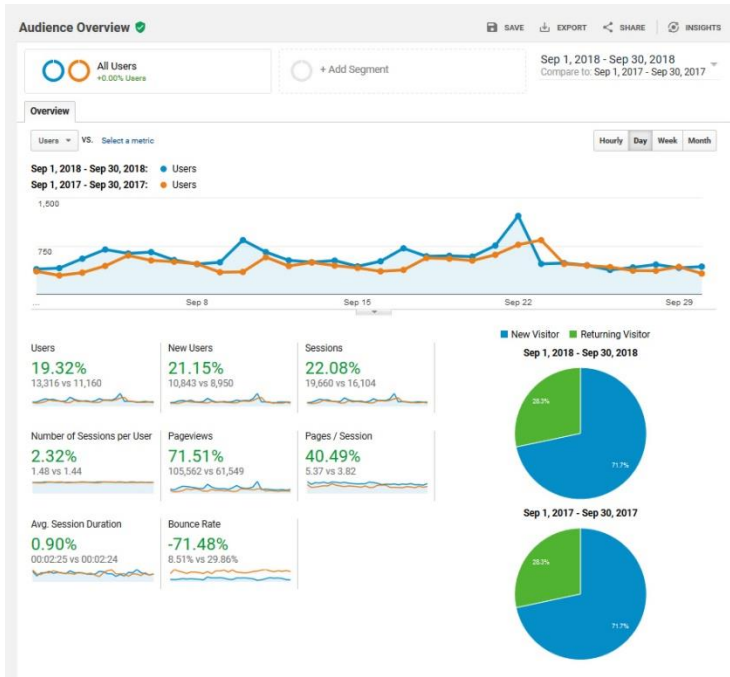 Audience Overview
SAVE
EXPORT
SHARE
INSIGHTS
All Users
+0.00% Users
+ Add Segment
Sep 1, 2018 - Sep 30, 2018
Compare to: Sep 1, 2017 - Sep 30, 2017
Overview
Users
VS.
Select a metric
Hourly
Day
Week
Month
Sep 1, 2018 - Sep 30, 2018:
Users
Sep 1, 2017 - Sep 30, 2017:
Users
1,500
750
...
Sep 8
Sep 15
Sep 22
Sep 29
Users
19.32%
13,316 vs 11,160
New Users
21.15%
10,843 vs 8,950
Sessions
22.08%
19,660 vs 16,104
Number of Sessions per User
2.32%
1.48 vs 1.44
Pageviews
71.51%
105,562 vs 61,549
Pages / Session
40.49%
5.37 vs 3.82
Avg. Session Duration
0.90%
00:02:25 vs 00:02:24
Bounce Rate
-71.48%
8.51% vs 29.86%
New Visitor
Returning Visitor
Sep 1, 2018 - Sep 30, 2018
28.3%
71.7%
Sep 1, 2017 - Sep 30, 2017
28.3%
71.7%